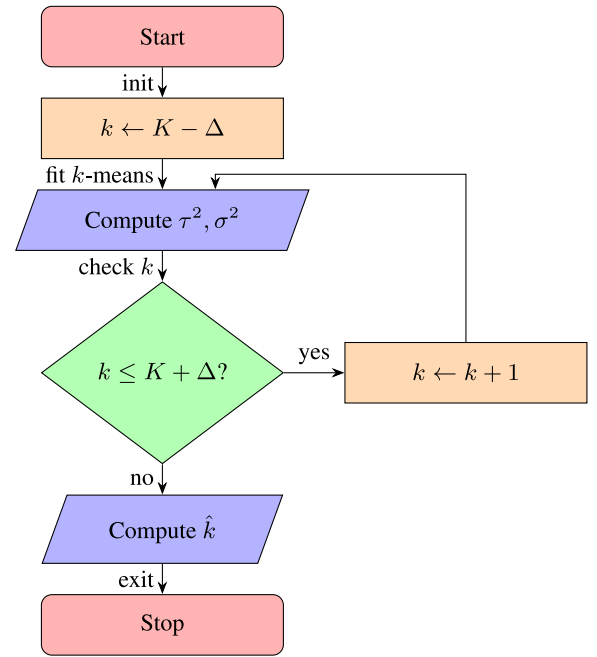 Start
init
k ← K − Δ
fit k-means
Compute τ², σ²
check k
k ≤ K + Δ?
yes
k ← k + 1
no
Compute k̂
exit
Stop